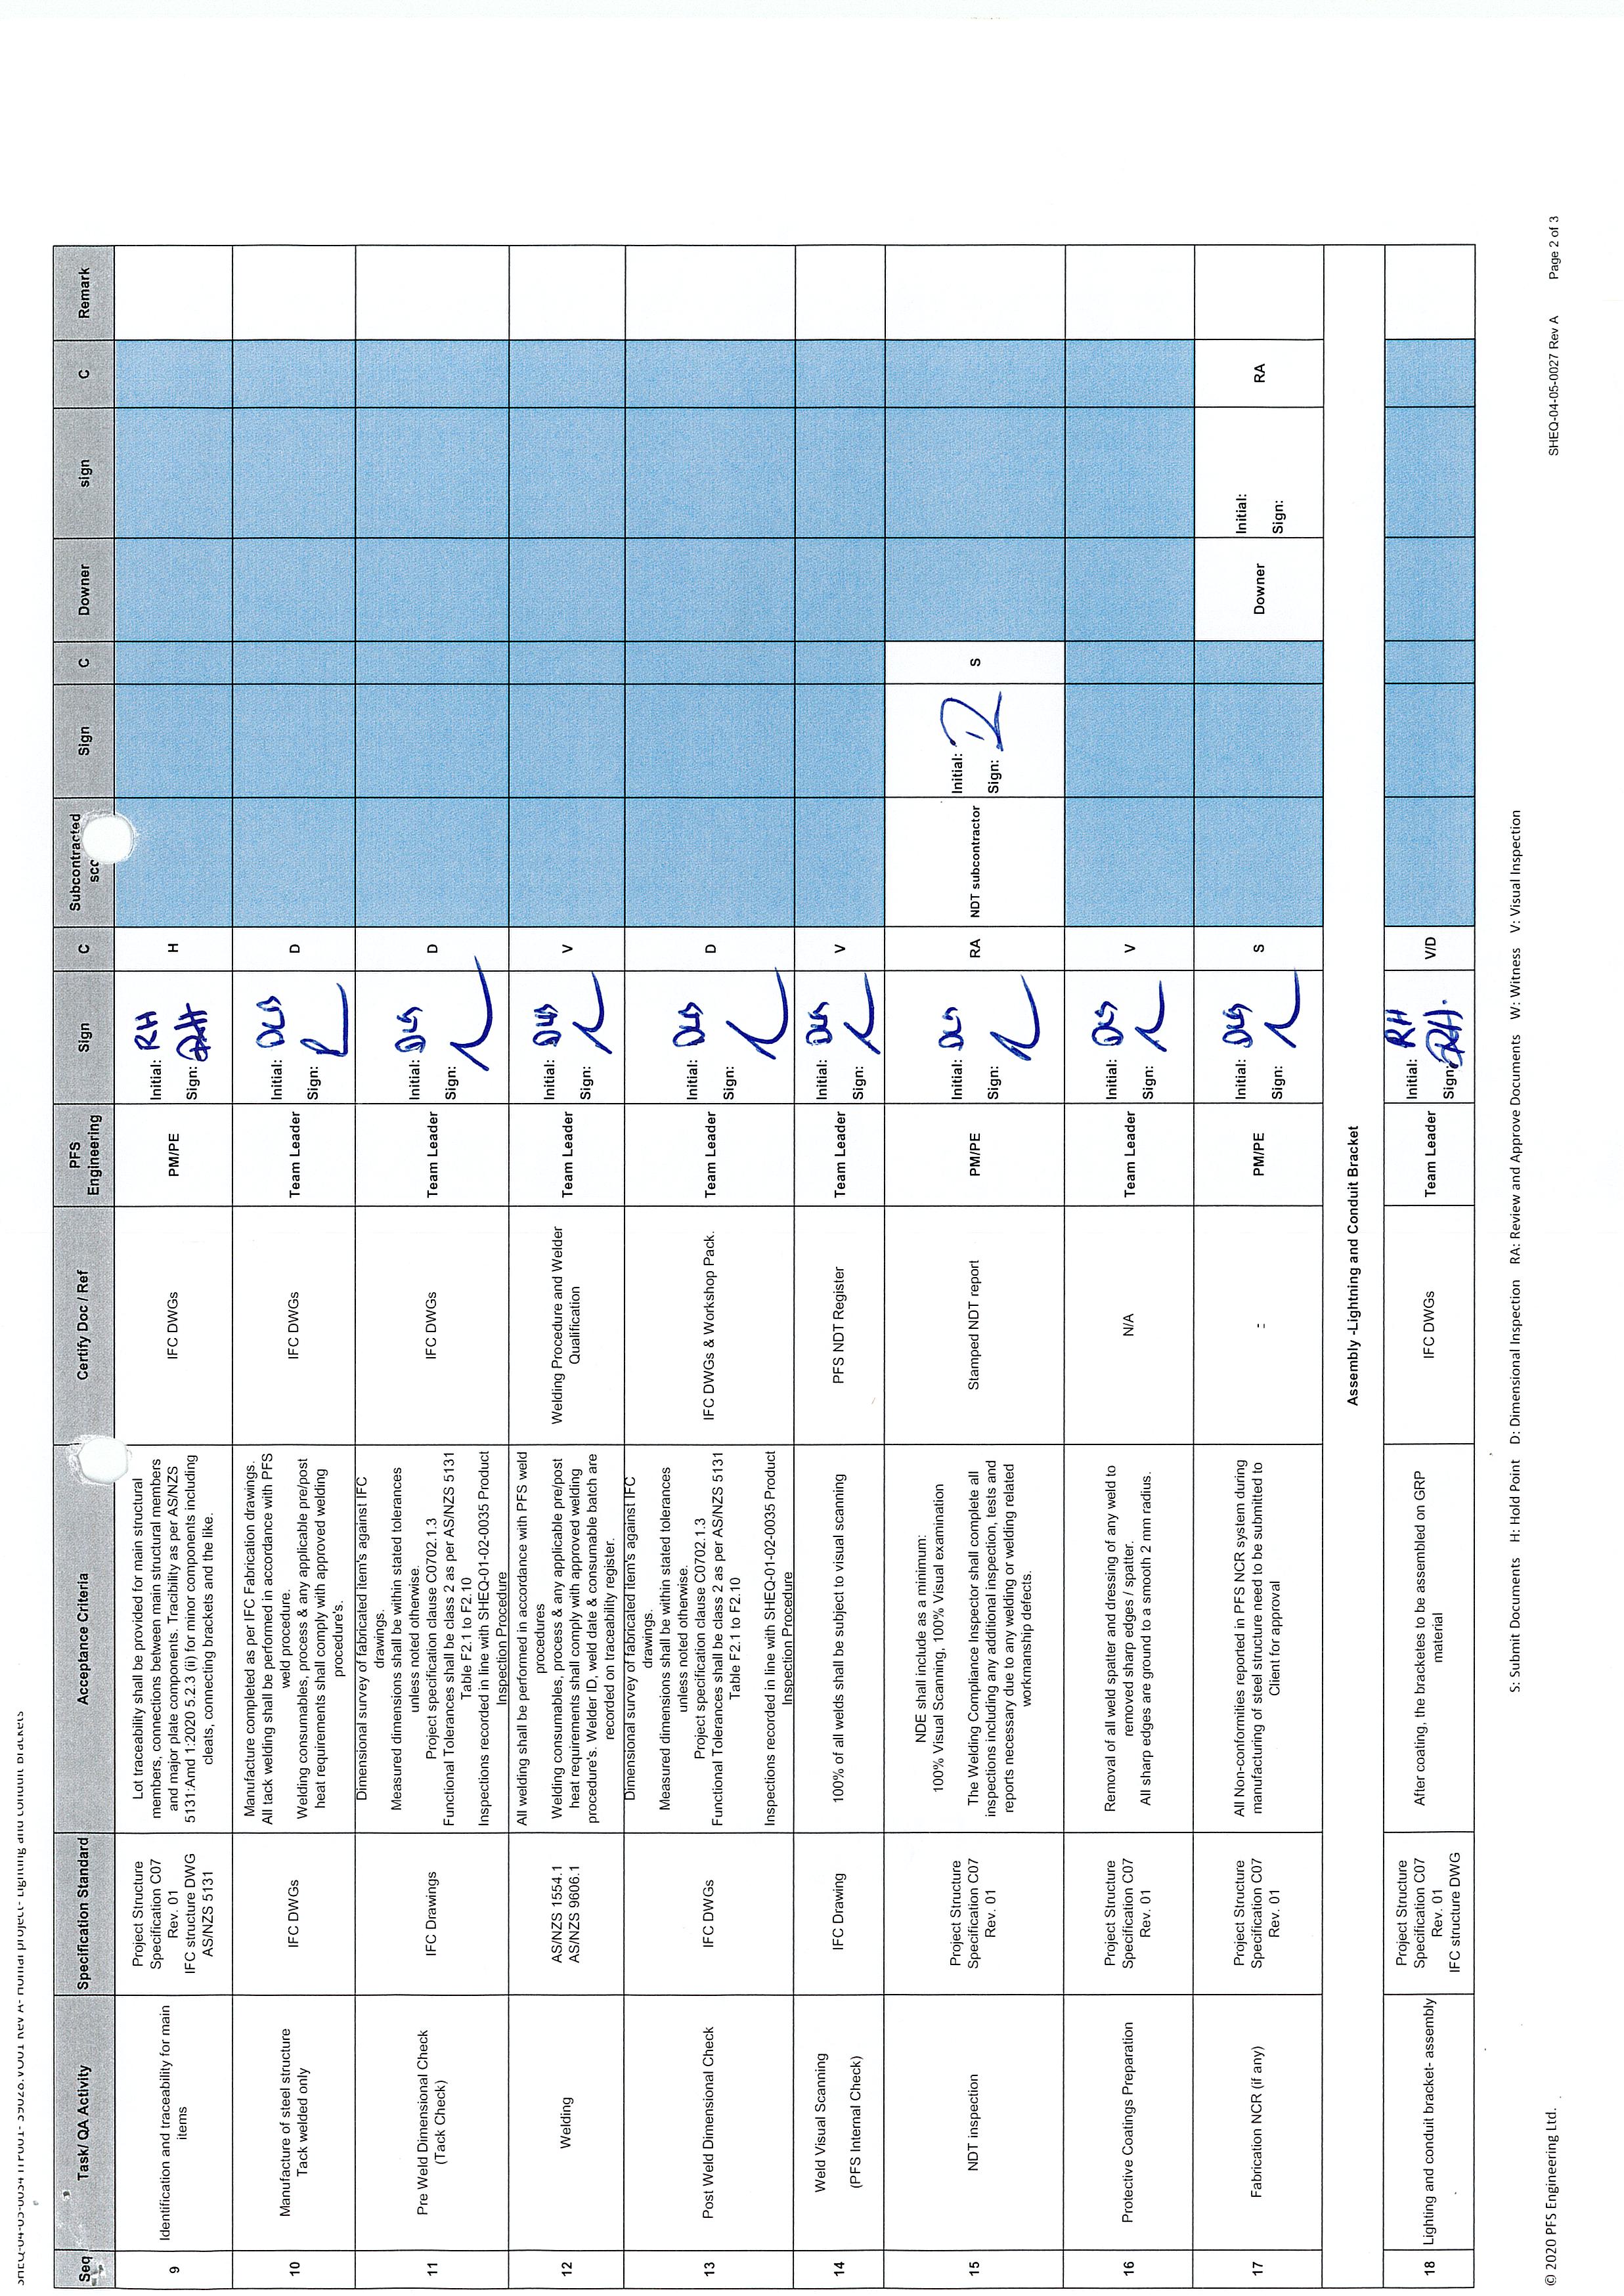 Seq
Task/ QA Activity
Specification Standard
Acceptance Criteria
Certify Doc / Ref
PFS
Engineering
Sign
C
Subcontracted
Sign
C
Downer
sign
C
Remark
9
Identification and traceability for main
items
Project Structure
Specification C07
Rev. 01
IFC structure DWG
AS/NZS 5131
Lot traceability shall be provided for main structural
members, connections between main structural members
and major plate components. Tracibility as per AS/NZS
5131:Amd 1:2020 5.2.3 (ii) for minor components including
cleats, connecting brackets and the like.
IFC DWGs
PM/PE
Initial: RH
Sign: RH
H
10
Manufacture of steel structure
Tack welded only
IFC DWGs
Manufacture completed as per IFC Fabrication drawings.
All tack welding shall be performed in accordance with PFS
weld procedure.
Welding consumables, process & any applicable pre/post
heat requirements shall comply with approved welding
procedure's.
IFC DWGs
Team Leader
Initial: DLS
Sign:
D
11
Pre Weld Dimensional Check
(Tack Check)
IFC Drawings
Dimensional survey of fabricated item's against IFC
drawings.
Measured dimensions shall be within stated tolerances
unless noted otherwise.
Project specification clause C0702.1.3
Functional Tolerances shall be class 2 as per AS/NZS 5131
Table F2.1 to F2.10
Inspections recorded in line with SHEQ-01-02-0035 Product
Inspection Procedure
IFC DWGs
Team Leader
Initial: DLS
Sign:
D
12
Welding
AS/NZS 1554.1
AS/NZS 9606.1
All welding shall be performed in accordance with PFS weld
procedures
Welding consumables, process & any applicable pre/post
heat requirements shall comply with approved welding
procedure's. Welder ID, weld date & consumable batch are
recorded on traceability register.
Welding Procedure and Welder
Qualification
Team Leader
Initial: DLS
Sign:
V
13
Post Weld Dimensional Check
IFC DWGs
Dimensional survey of fabricated item's against IFC
drawings.
Measured dimensions shall be within stated tolerances
unless noted otherwise.
Project specification clause C0702.1.3
Functional Tolerances shall be class 2 as per AS/NZS 5131
Table F2.1 to F2.10
Inspections recorded in line with SHEQ-01-02-0035 Product
Inspection Procedure
IFC DWGs & Workshop Pack.
Team Leader
Initial: DLS
Sign:
D
14
Weld Visual Scanning
(PFS Internal Check)
IFC Drawing
100% of all welds shall be subject to visual scanning
PFS NDT Register
Team Leader
Initial: DLS
Sign:
V
15
NDT inspection
Project Structure
Specification C07
Rev. 01
NDE shall include as a minimum:
100% Visual Scanning, 100% Visual examination
The Welding Compliance Inspector shall complete all
inspections including any additional inspection, tests and
reports necessary due to any welding or welding related
workmanship defects.
Stamped NDT report
PM/PE
Initial: DLS
Sign:
RA
NDT subcontractor
Initial:
Sign:
S
16
Protective Coatings Preparation
Project Structure
Specification C07
Rev. 01
Removal of all weld spatter and dressing of any weld to
removed sharp edges / spatter.
All sharp edges are ground to a smooth 2 mm radius.
N/A
Team Leader
Initial: DLS
Sign:
V
17
Fabrication NCR (if any)
Project Structure
Specification C07
Rev. 01
All Non-conformities reported in PFS NCR system during
manufacturing of steel structure need to be submitted to
Client for approval
:
PM/PE
Initial: DLS
Sign:
S
Downer
Initial:
Sign:
RA
Assembly -Lightning and Conduit Bracket
18
Lighting and conduit bracket- assembly
Project Structure
Specification C07
Rev. 01
IFC structure DWG
After coating, the brackets to be assembled on GRP
material
IFC DWGs
Team Leader
Initial: RH
Sign: RH.
V/D
S: Submit Documents H: Hold Point D: Dimensional Inspection RA: Review and Approve Documents W: Witness V: Visual Inspection
© 2020 PFS Engineering Ltd.
SHEQ-04-05-0027 Rev A Page 2 of 3